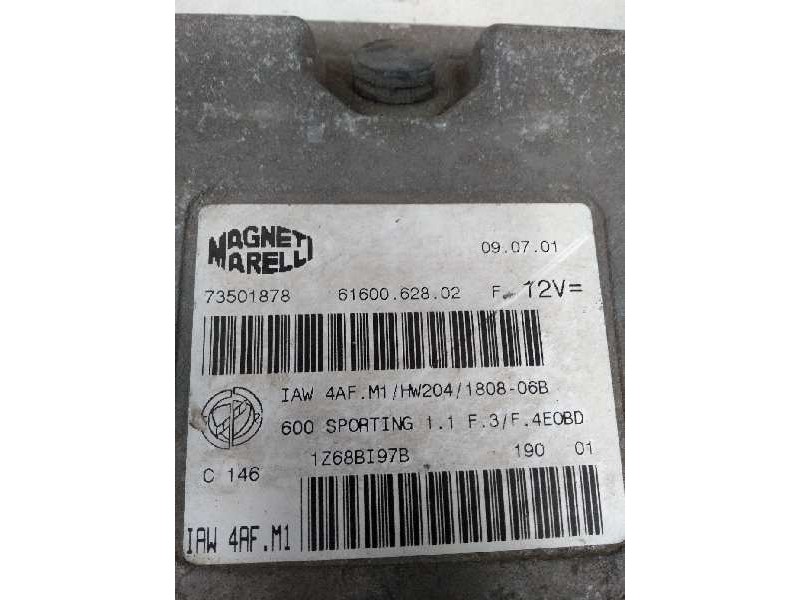 MAGNETI MARELLI
09.07.01
73501878 61600.628.02 F. 12V=
IAW 4AF.M1/HW204/1808-06B
600 SPORTING 1.1 F.3/F.4EOBD
1Z68BI97B 190 01
C 146
IAW 4AF.M1